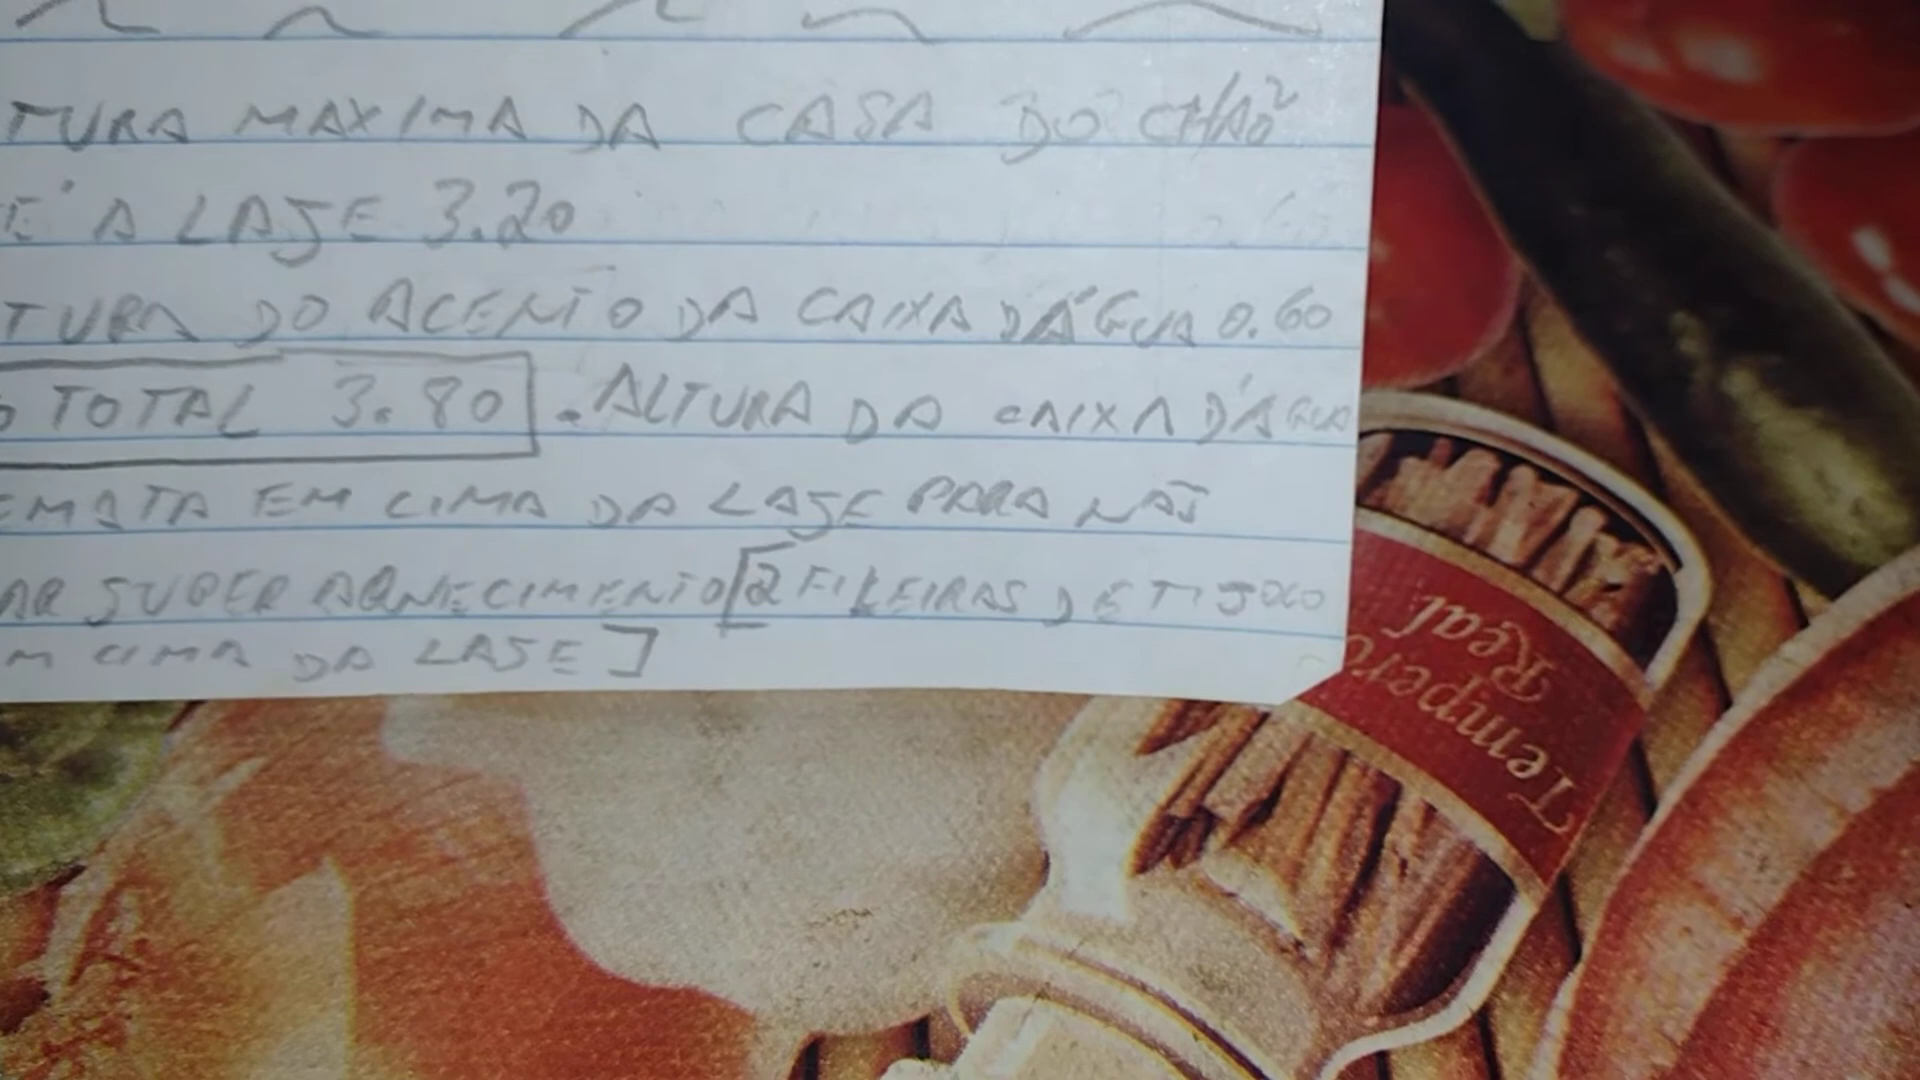 TURA MAXIMA DA CASA DO CHÃO
É A LAJE 3.20
TURA DO ACENTO DA CAIXA DÁGUA 0.60
TOTAL 3.80 . ALTURA DA CAIXA D'ÁGUA
EM CIMA DA LAJE PARA NÃO
AR SUPER AQUECIMENTO [2 FILEIRAS DE TIJOLO
M CIMA DA LAJE]
Tempero
Real